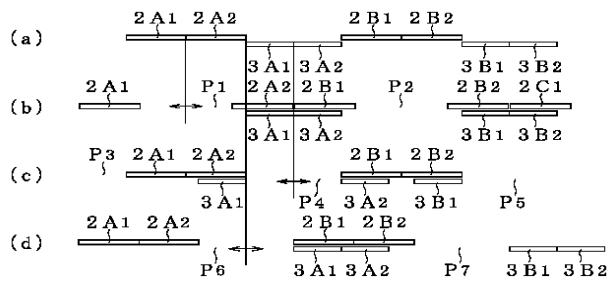 2A1 2A2 2B1 2B2
(a)
3A1 3A2 3B1 3B2
2A1 P1 2A2 2B1 P2 2B2 2C1
(b)
3A1 3A2 3B1 3B2
P3 2A1 2A2 2B1 2B2
(c)
3A1 P4 3A2 3B1 P5
2A1 2A2 2B1 2B2
(d)
P6 3A1 3A2 P7 3B1 3B2